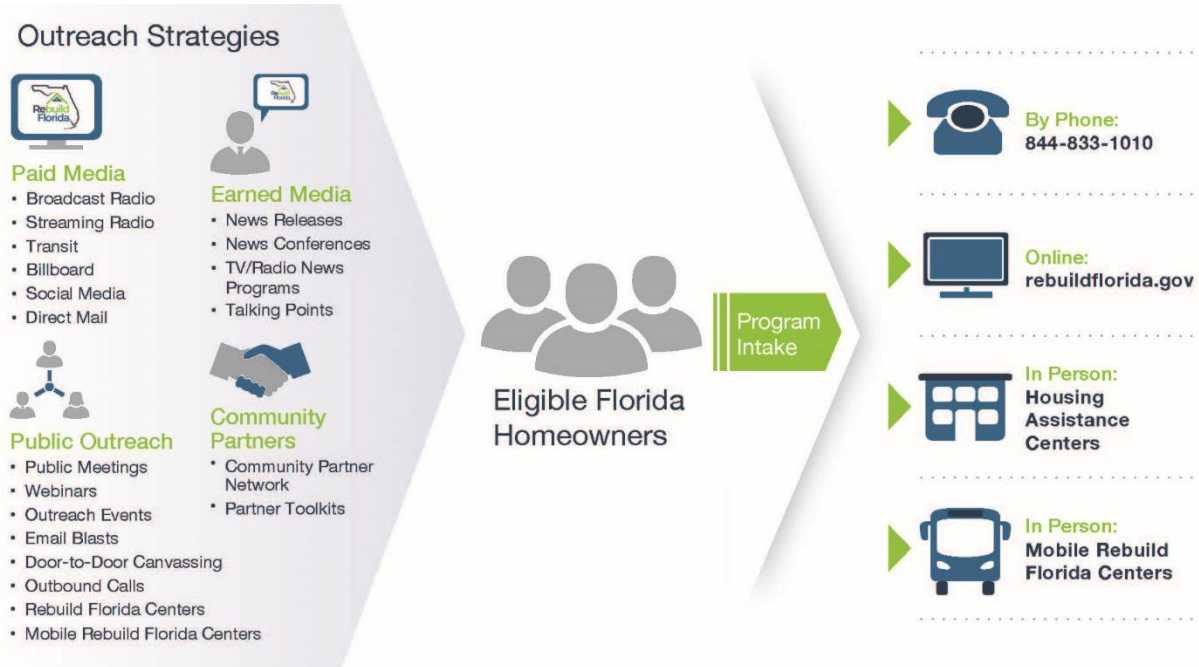 Outreach Strategies
Rebuild
Florida
Paid Media
• Broadcast Radio
• Streaming Radio
• Transit
• Billboard
• Social Media
• Direct Mail
Rebuild
Florida
Earned Media
• News Releases
• News Conferences
• TV/Radio News
Programs
• Talking Points
Public Outreach
• Public Meetings
• Webinars
• Outreach Events
• Email Blasts
• Door-to-Door Canvassing
• Outbound Calls
• Rebuild Florida Centers
• Mobile Rebuild Florida Centers
Community
Partners
• Community Partner
Network
• Partner Toolkits
Eligible Florida
Homeowners
Program
Intake
By Phone:
844-833-1010
Online:
rebuildflorida.gov
In Person:
Housing
Assistance
Centers
In Person:
Mobile Rebuild
Florida Centers